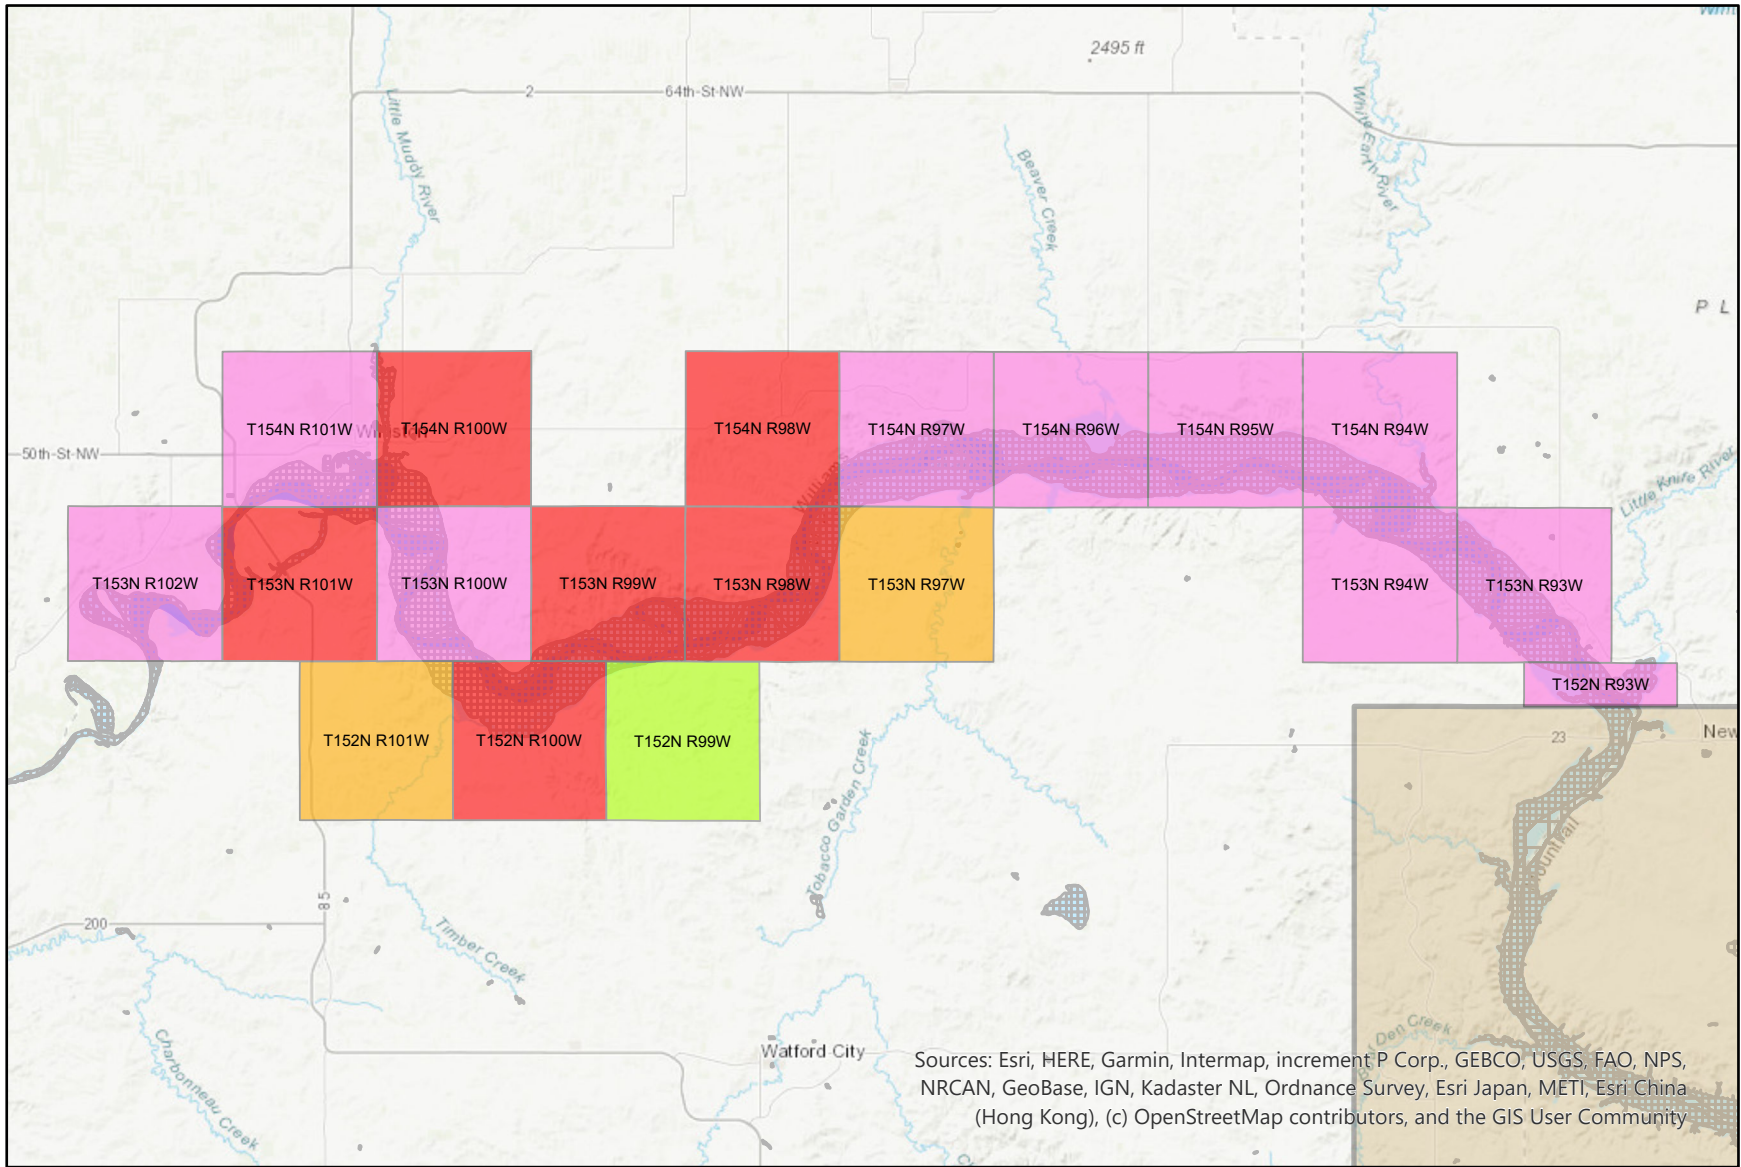 2495 ft
2
64th-St-NW
Little Muddy River
Beaver Creek
White Earth River
P L
T154N R101W
T154N R100W
T154N R98W
T154N R97W
T154N R96W
T154N R95W
T154N R94W
50th-St-NW
Williston
Williams
Little Knife River
T153N R102W
T153N R101W
T153N R100W
T153N R99W
T153N R98W
T153N R97W
T153N R94W
T153N R93W
T152N R93W
T152N R101W
T152N R100W
T152N R99W
23
New
Tobacco Garden Creek
Mountrail
85
200
Timber Creek
Charbonneau Creek
Watford City
Den Creek
Sources: Esri, HERE, Garmin, Intermap, increment P Corp., GEBCO, USGS, FAO, NPS,
NRCAN, GeoBase, IGN, Kadaster NL, Ordnance Survey, Esri Japan, METI, Esri China
(Hong Kong), (c) OpenStreetMap contributors, and the GIS User Community